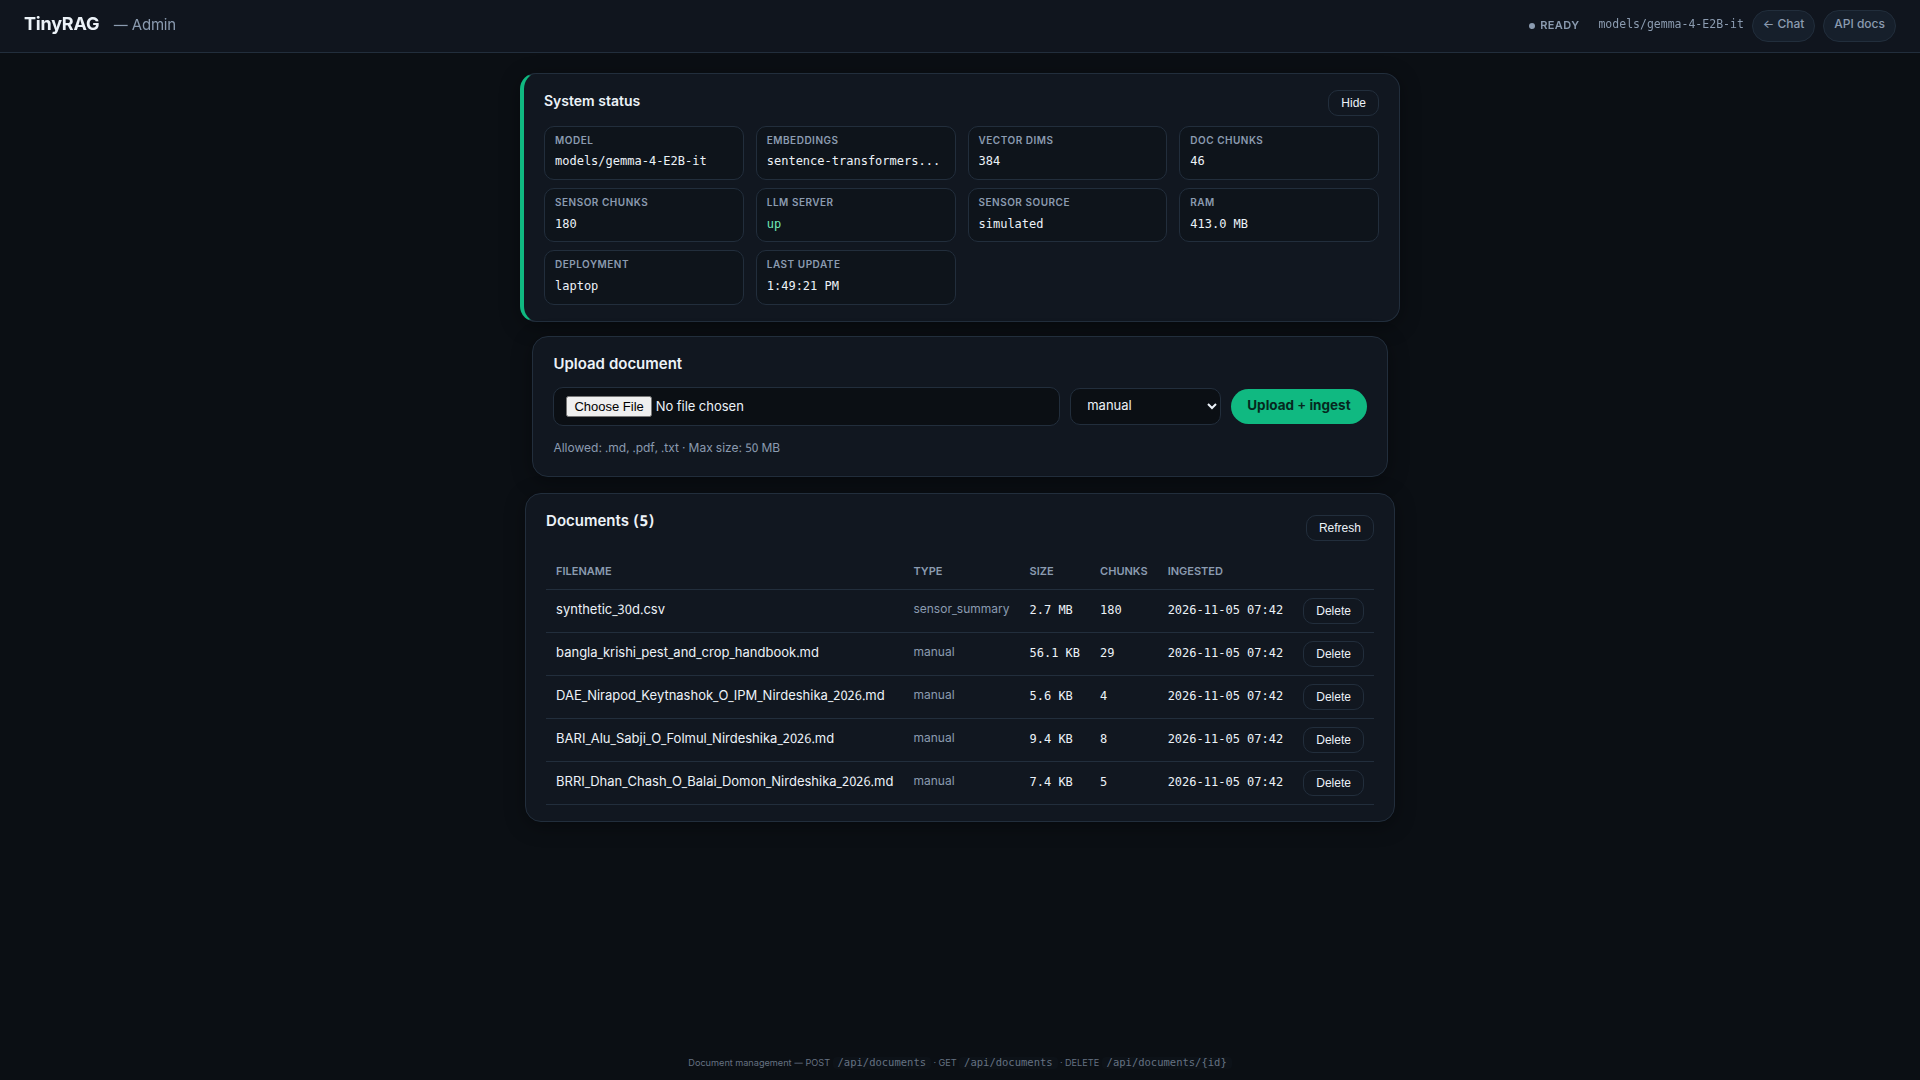 TinyRAG — Admin
READY models/gemma-4-E2B-it ← Chat API docs
System status Hide
MODEL EMBEDDINGS VECTOR DIMS DOC CHUNKS
models/gemma-4-E2B-it sentence-transformers... 384 46
SENSOR CHUNKS LLM SERVER SENSOR SOURCE RAM
180 up simulated 413.0 MB
DEPLOYMENT LAST UPDATE
laptop 1:49:21 PM
Upload document
Choose File No file chosen manual Upload + ingest
Allowed: .md, .pdf, .txt · Max size: 50 MB
Documents (5) Refresh
FILENAME TYPE SIZE CHUNKS INGESTED
synthetic_30d.csv sensor_summary 2.7 MB 180 2026-11-05 07:42 Delete
bangla_krishi_pest_and_crop_handbook.md manual 56.1 KB 29 2026-11-05 07:42 Delete
DAE_Nirapod_Keytnashok_O_IPM_Nirdeshika_2026.md manual 5.6 KB 4 2026-11-05 07:42 Delete
BARI_Alu_Sabji_O_Folmul_Nirdeshika_2026.md manual 9.4 KB 8 2026-11-05 07:42 Delete
BRRI_Dhan_Chash_O_Balai_Domon_Nirdeshika_2026.md manual 7.4 KB 5 2026-11-05 07:42 Delete
Document management — POST /api/documents · GET /api/documents · DELETE /api/documents/{id}